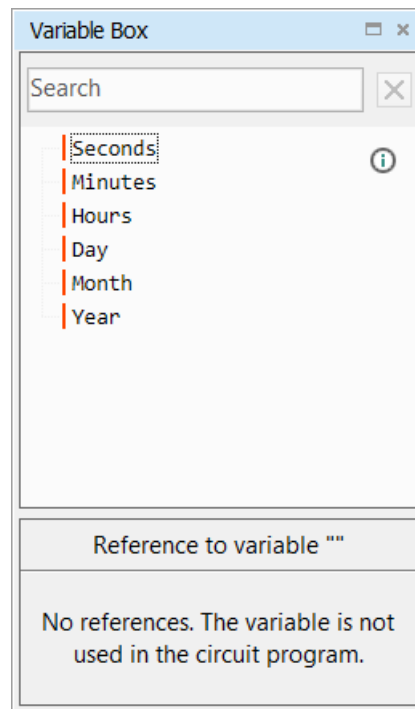 Variable Box
Search
Seconds
Minutes
Hours
Day
Month
Year
Reference to variable ""
No references. The variable is not
used in the circuit program.